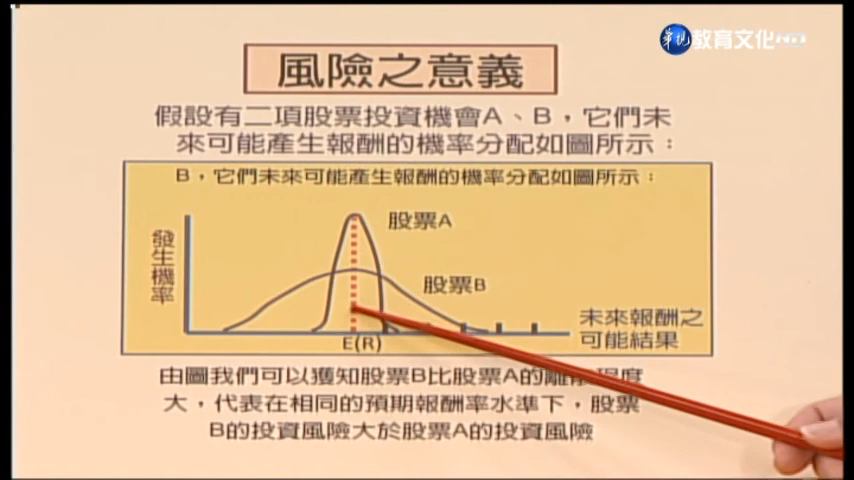 華視 教育文化 HD
風險之意義
假設有二項股票投資機會A、B，它們未
來可能產生報酬的機率分配如圖所示：
B，它們未來可能產生報酬的機率分配如圖所示：
發生機率
股票A
股票B
未來報酬之
可能結果
E(R)
由圖我們可以獲知股票B比股票A的離散程度
大，代表在相同的預期報酬率水準下，股票
B的投資風險大於股票A的投資風險